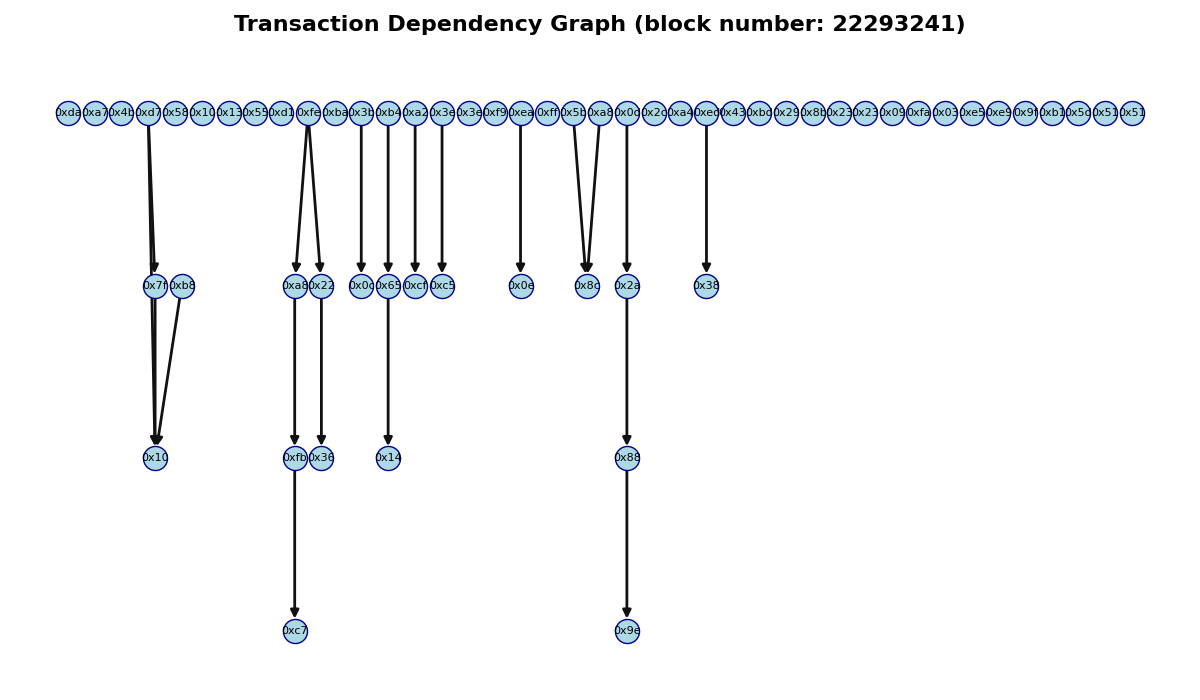 Transaction Dependency Graph (block number: 22293241)
0xda 0xa7 0x4b 0xd7 0x58 0x10 0x13 0x55 0xd1 0xfe 0xba 0x3b 0xb4 0xa2 0x3e 0x3e 0xf9 0xea 0xff 0x5b 0xa8 0x0d 0x2c 0xa4 0xed 0x43 0xbd 0x29 0x8b 0x23 0x23 0x09 0xfa 0x03 0xe5 0xe9 0x9f 0xb1 0x5c 0x51 0x51
0x7f 0xb8 0xa8 0x22 0x0c 0x65 0xcf 0xc5 0x0e 0x8c 0x2a 0x38
0x10 0xfb 0x36 0x14 0x88
0xc7 0x9e